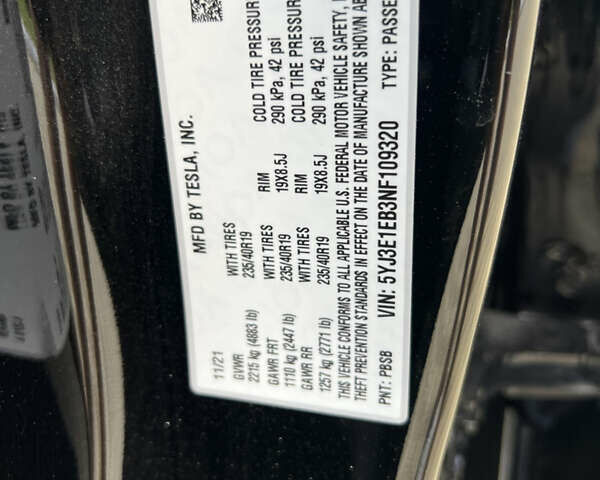 MFD BY TESLA, INC.
11/21
GVWR
2215 kg (4883 lb)
GAWR FRT
1110 kg (2447 lb)
GAWR RR
1257 kg (2771 lb)
WITH TIRES
235/40R19
WITH TIRES
235/40R19
WITH TIRES
235/40R19
RIM
19X8.5J
RIM
19X8.5J
COLD TIRE PRESSURE
290 kPa, 42 psi
COLD TIRE PRESSURE
290 kPa, 42 psi
THIS VEHICLE CONFORMS TO ALL APPLICABLE U.S. FEDERAL MOTOR VEHICLE SAFETY,
THEFT PREVENTION STANDARDS IN EFFECT ON THE DATE OF MANUFACTURE SHOWN
VIN: 5YJ3E1EB3NF109320
PNT: PBSB
TYPE: